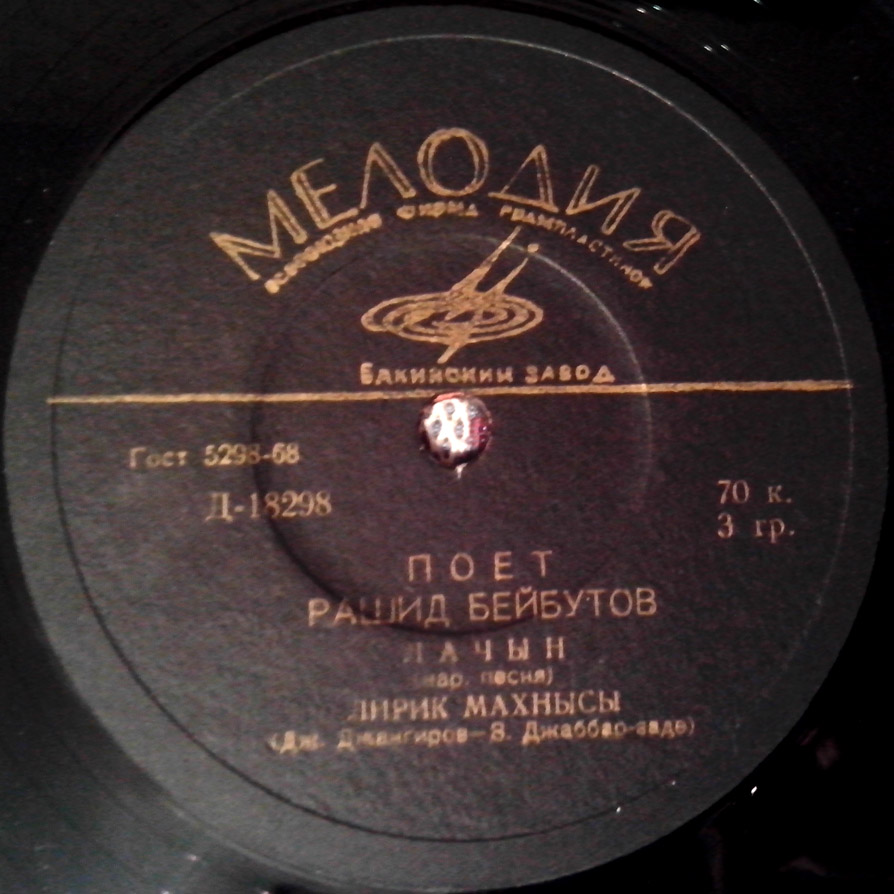 МЕЛОДИЯ
ВСЕСОЮЗНАЯ ФИРМА ГРАМПЛАСТИНОК
БАКИНСКИЙ ЗАВОД
Гост 5298-68
Д-18298
70 к.
3 гр.
ПОЕТ
РАШИД БЕЙБУТОВ
ЛАЧЫН
(нар. песня)
ЛИРИК МАХНЫСЫ
(Дж. Джангиров—З. Джаббар-заде)